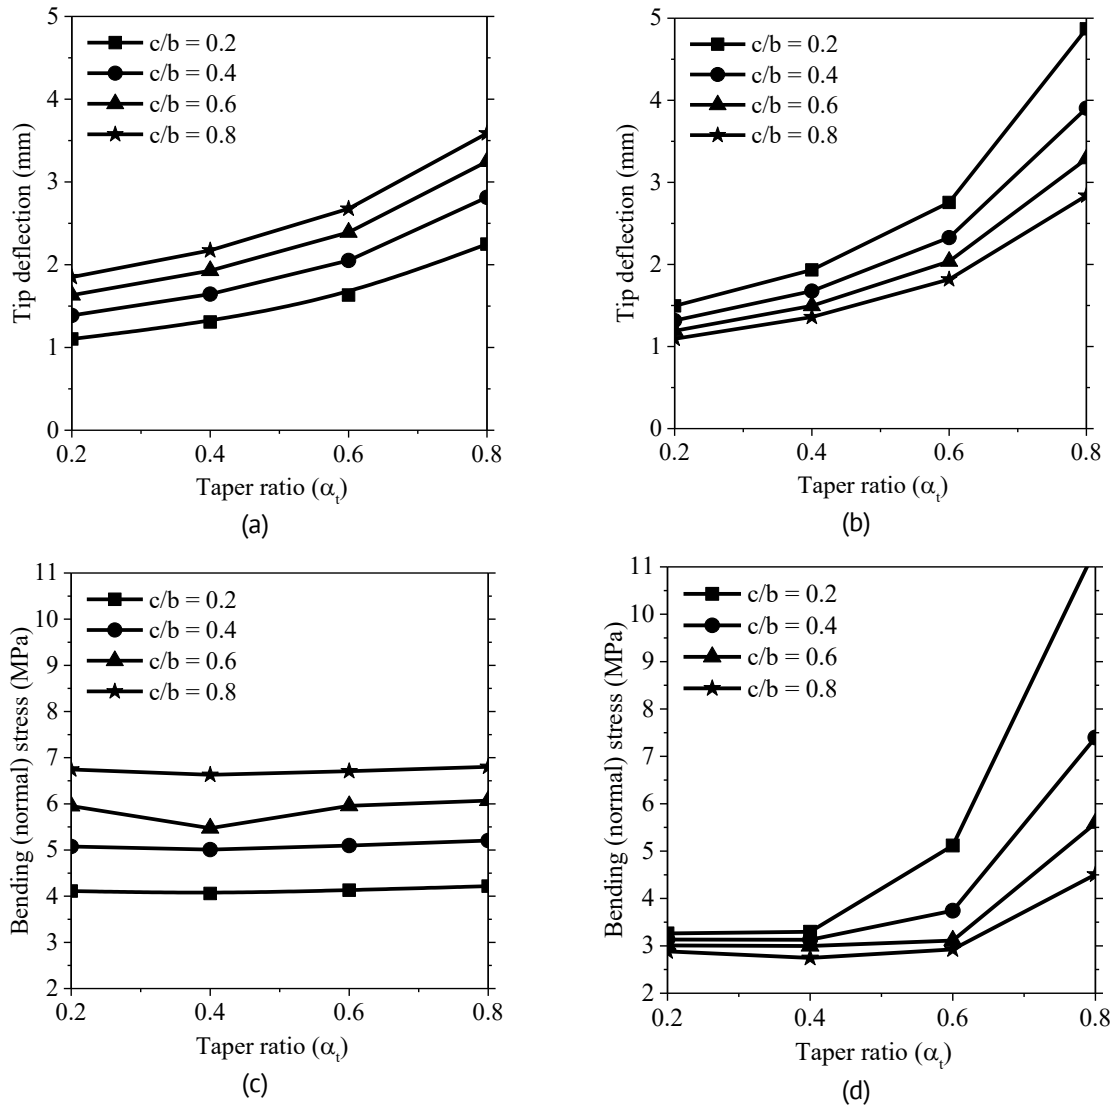 Tip deflection (mm)
5
4
3
2
1
0
c/b = 0.2
c/b = 0.4
c/b = 0.6
c/b = 0.8
0.2 0.4 0.6 0.8
Taper ratio (αt)
(a)
Tip deflection (mm)
5
4
3
2
1
0
c/b = 0.2
c/b = 0.4
c/b = 0.6
c/b = 0.8
0.2 0.4 0.6 0.8
Taper ratio (αt)
(b)
Bending (normal) stress (MPa)
11
10
9
8
7
6
5
4
3
2
c/b = 0.2
c/b = 0.4
c/b = 0.6
c/b = 0.8
0.2 0.4 0.6 0.8
Taper ratio (αt)
(c)
Bending (normal) stress (MPa)
11
10
9
8
7
6
5
4
3
2
c/b = 0.2
c/b = 0.4
c/b = 0.6
c/b = 0.8
0.2 0.4 0.6 0.8
Taper ratio (αt)
(d)